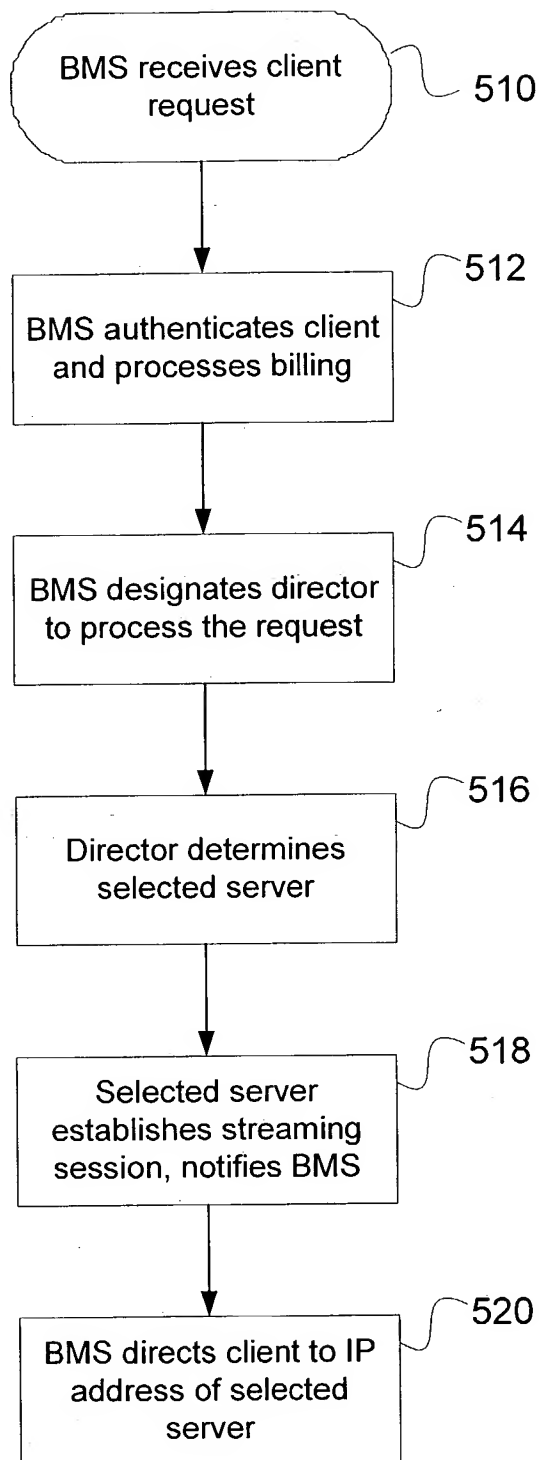 BMS receives client
request
510
512
BMS authenticates client
and processes billing
514
BMS designates director
to process the request
516
Director determines
selected server
518
Selected server
establishes streaming
session, notifies BMS
520
BMS directs client to IP
address of selected
server